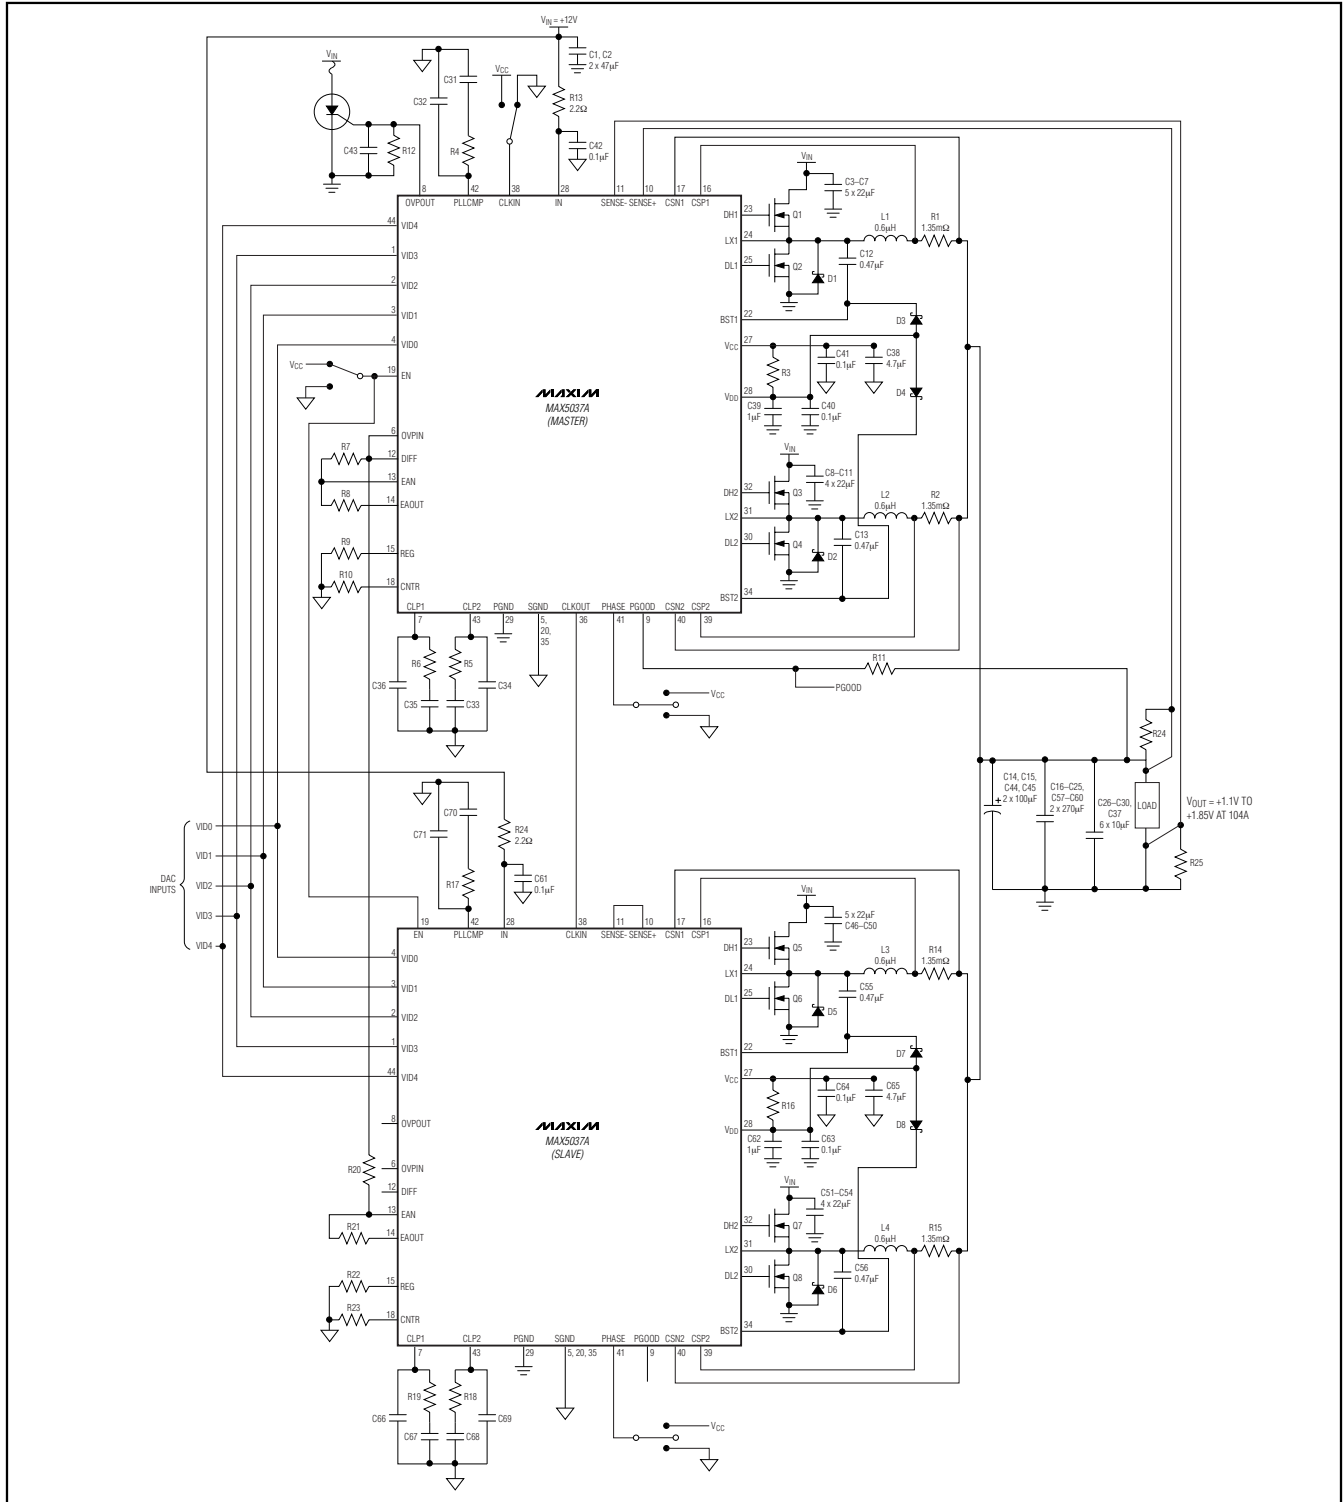 VIN = +12V
C1, C2
2 x 47µF
VIN
C31
C32
VCC
R13
2.2Ω
C43
R12
R4
C42
0.1µF
8
42
38
28
11
10
17
16
OVPOUT
PLLCMP
CLKIN
IN
SENSE-
SENSE+
CSN1
CSP1
VIN
C3–C7
5 x 22µF
44
VID4
1
VID3
2
VID2
3
VID1
4
VID0
VCC
19
EN
DH1
23
Q1
LX1
24
L1
0.6µH
R1
1.35mΩ
DL1
25
Q2
D1
C12
0.47µF
BST1
22
D3
VCC
27
R3
C41
0.1µF
C38
4.7µF
D4
VDD
28
C39
1µF
C40
0.1µF
MAXIM
MAX5037A
(MASTER)
6
OVPIN
R7
12
DIFF
13
EAN
R8
14
EAOUT
R9
15
REG
R10
18
CNTR
VIN
C8–C11
4 x 22µF
DH2
32
Q3
LX2
31
L2
0.6µH
R2
1.35mΩ
DL2
30
Q4
D2
C13
0.47µF
BST2
34
CLP1
CLP2
PGND
SGND
CLKOUT
PHASE
PGOOD
CSN2
CSP2
7
43
29
5,
20,
35
36
41
9
40
39
R6
R5
C36
C35
C33
C34
R11
PGOOD
VCC
R24
C14, C15,
C44, C45
2 x 100µF
+
C16–C25,
C57–C60
2 x 270µF
C26–C30,
C37
6 x 10µF
LOAD
VOUT = +1.1V TO
+1.85V AT 104A
R25
DAC
INPUTS
VID0
VID1
VID2
VID3
VID4
C70
C71
R24
2.2Ω
R17
C61
0.1µF
19
42
28
38
11
10
17
16
EN
PLLCMP
IN
CLKIN
SENSE-
SENSE+
CSN1
CSP1
VIN
5 x 22µF
C46–C50
4
VID0
3
VID1
2
VID2
1
VID3
44
VID4
DH1
23
Q5
LX1
24
L3
0.6µH
R14
1.35mΩ
DL1
25
Q6
D5
C55
0.47µF
BST1
22
D7
VCC
27
R16
C64
0.1µF
C65
4.7µF
D8
VDD
28
C62
1µF
C63
0.1µF
MAXIM
MAX5037A
(SLAVE)
8
OVPOUT
R20
6
OVPIN
12
DIFF
13
EAN
R21
14
EAOUT
R22
15
REG
R23
18
CNTR
VIN
C51–C54
4 x 22µF
DH2
32
Q7
LX2
31
L4
0.6µH
R15
1.35mΩ
DL2
30
Q8
D6
C56
0.47µF
BST2
34
CLP1
CLP2
PGND
SGND
PHASE
PGOOD
CSN2
CSP2
7
43
29
5, 20, 35
41
9
40
39
R19
R18
C66
C67
C68
C69
VCC